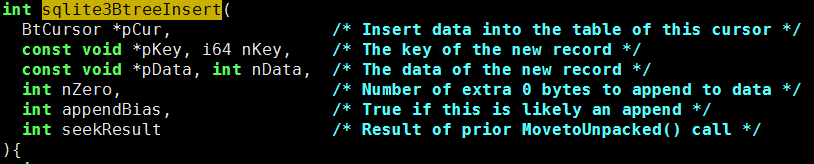 int sqlite3BtreeInsert(
  BtCursor *pCur,                /* Insert data into the table of this cursor */
  const void *pKey, i64 nKey,    /* The key of the new record */
  const void *pData, int nData,  /* The data of the new record */
  int nZero,                     /* Number of extra 0 bytes to append to data */
  int appendBias,                /* True if this is likely an append */
  int seekResult                 /* Result of prior MovetoUnpacked() call */
){